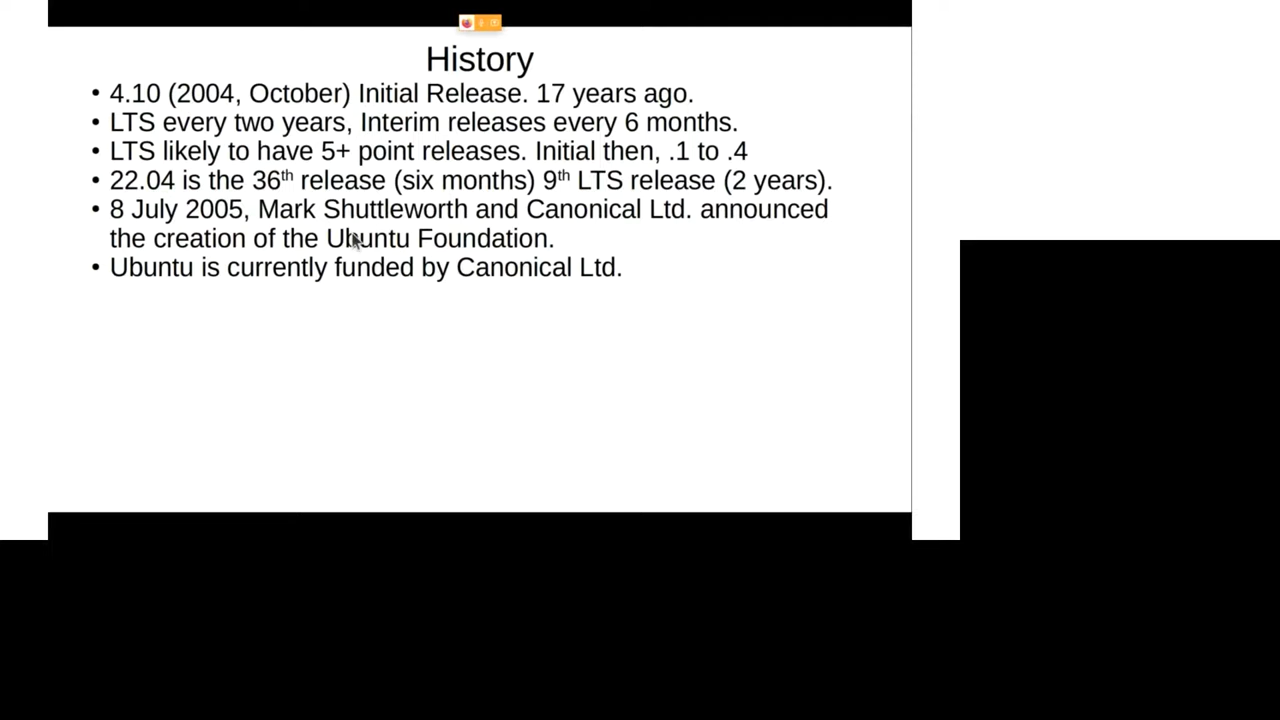 History
• 4.10 (2004, October) Initial Release. 17 years ago.
• LTS every two years, Interim releases every 6 months.
• LTS likely to have 5+ point releases. Initial then, .1 to .4
• 22.04 is the 36th release (six months) 9th LTS release (2 years).
• 8 July 2005, Mark Shuttleworth and Canonical Ltd. announced
the creation of the Ubuntu Foundation.
• Ubuntu is currently funded by Canonical Ltd.